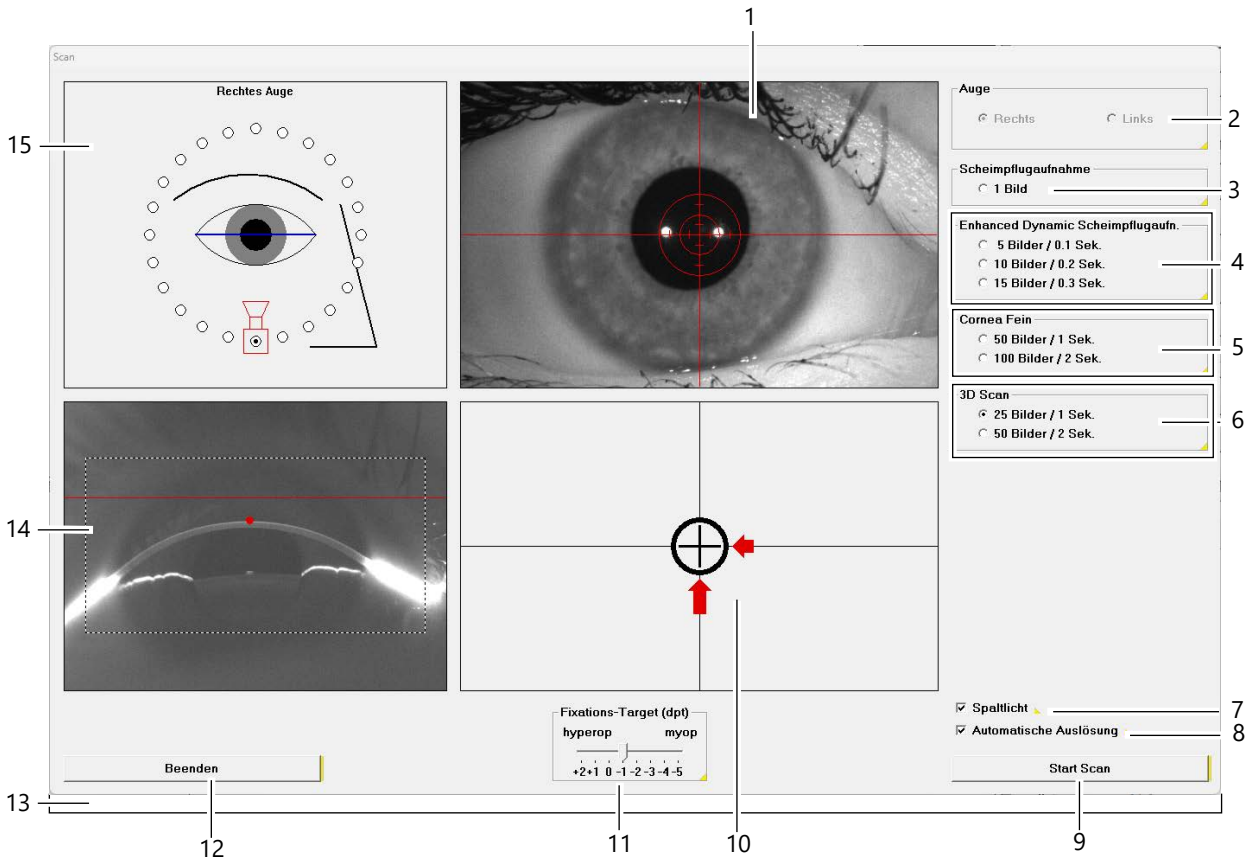 1
Scan
Rechtes Auge
15
Auge
Rechts Links
2
Scheimpflugaufnahme
1 Bild
3
Enhanced Dynamic Scheimpflugaufn.
5 Bilder / 0.1 Sek.
10 Bilder / 0.2 Sek.
15 Bilder / 0.3 Sek.
4
Cornea Fein
50 Bilder / 1 Sek.
100 Bilder / 2 Sek.
5
3D Scan
25 Bilder / 1 Sek.
50 Bilder / 2 Sek.
6
14
Spaltlicht
7
Automatische Auslösung
8
Fixations-Target (dpt)
hyperop myop
+2+1 0 -1-2-3-4-5
Beenden
Start Scan
13
12
11
10
9